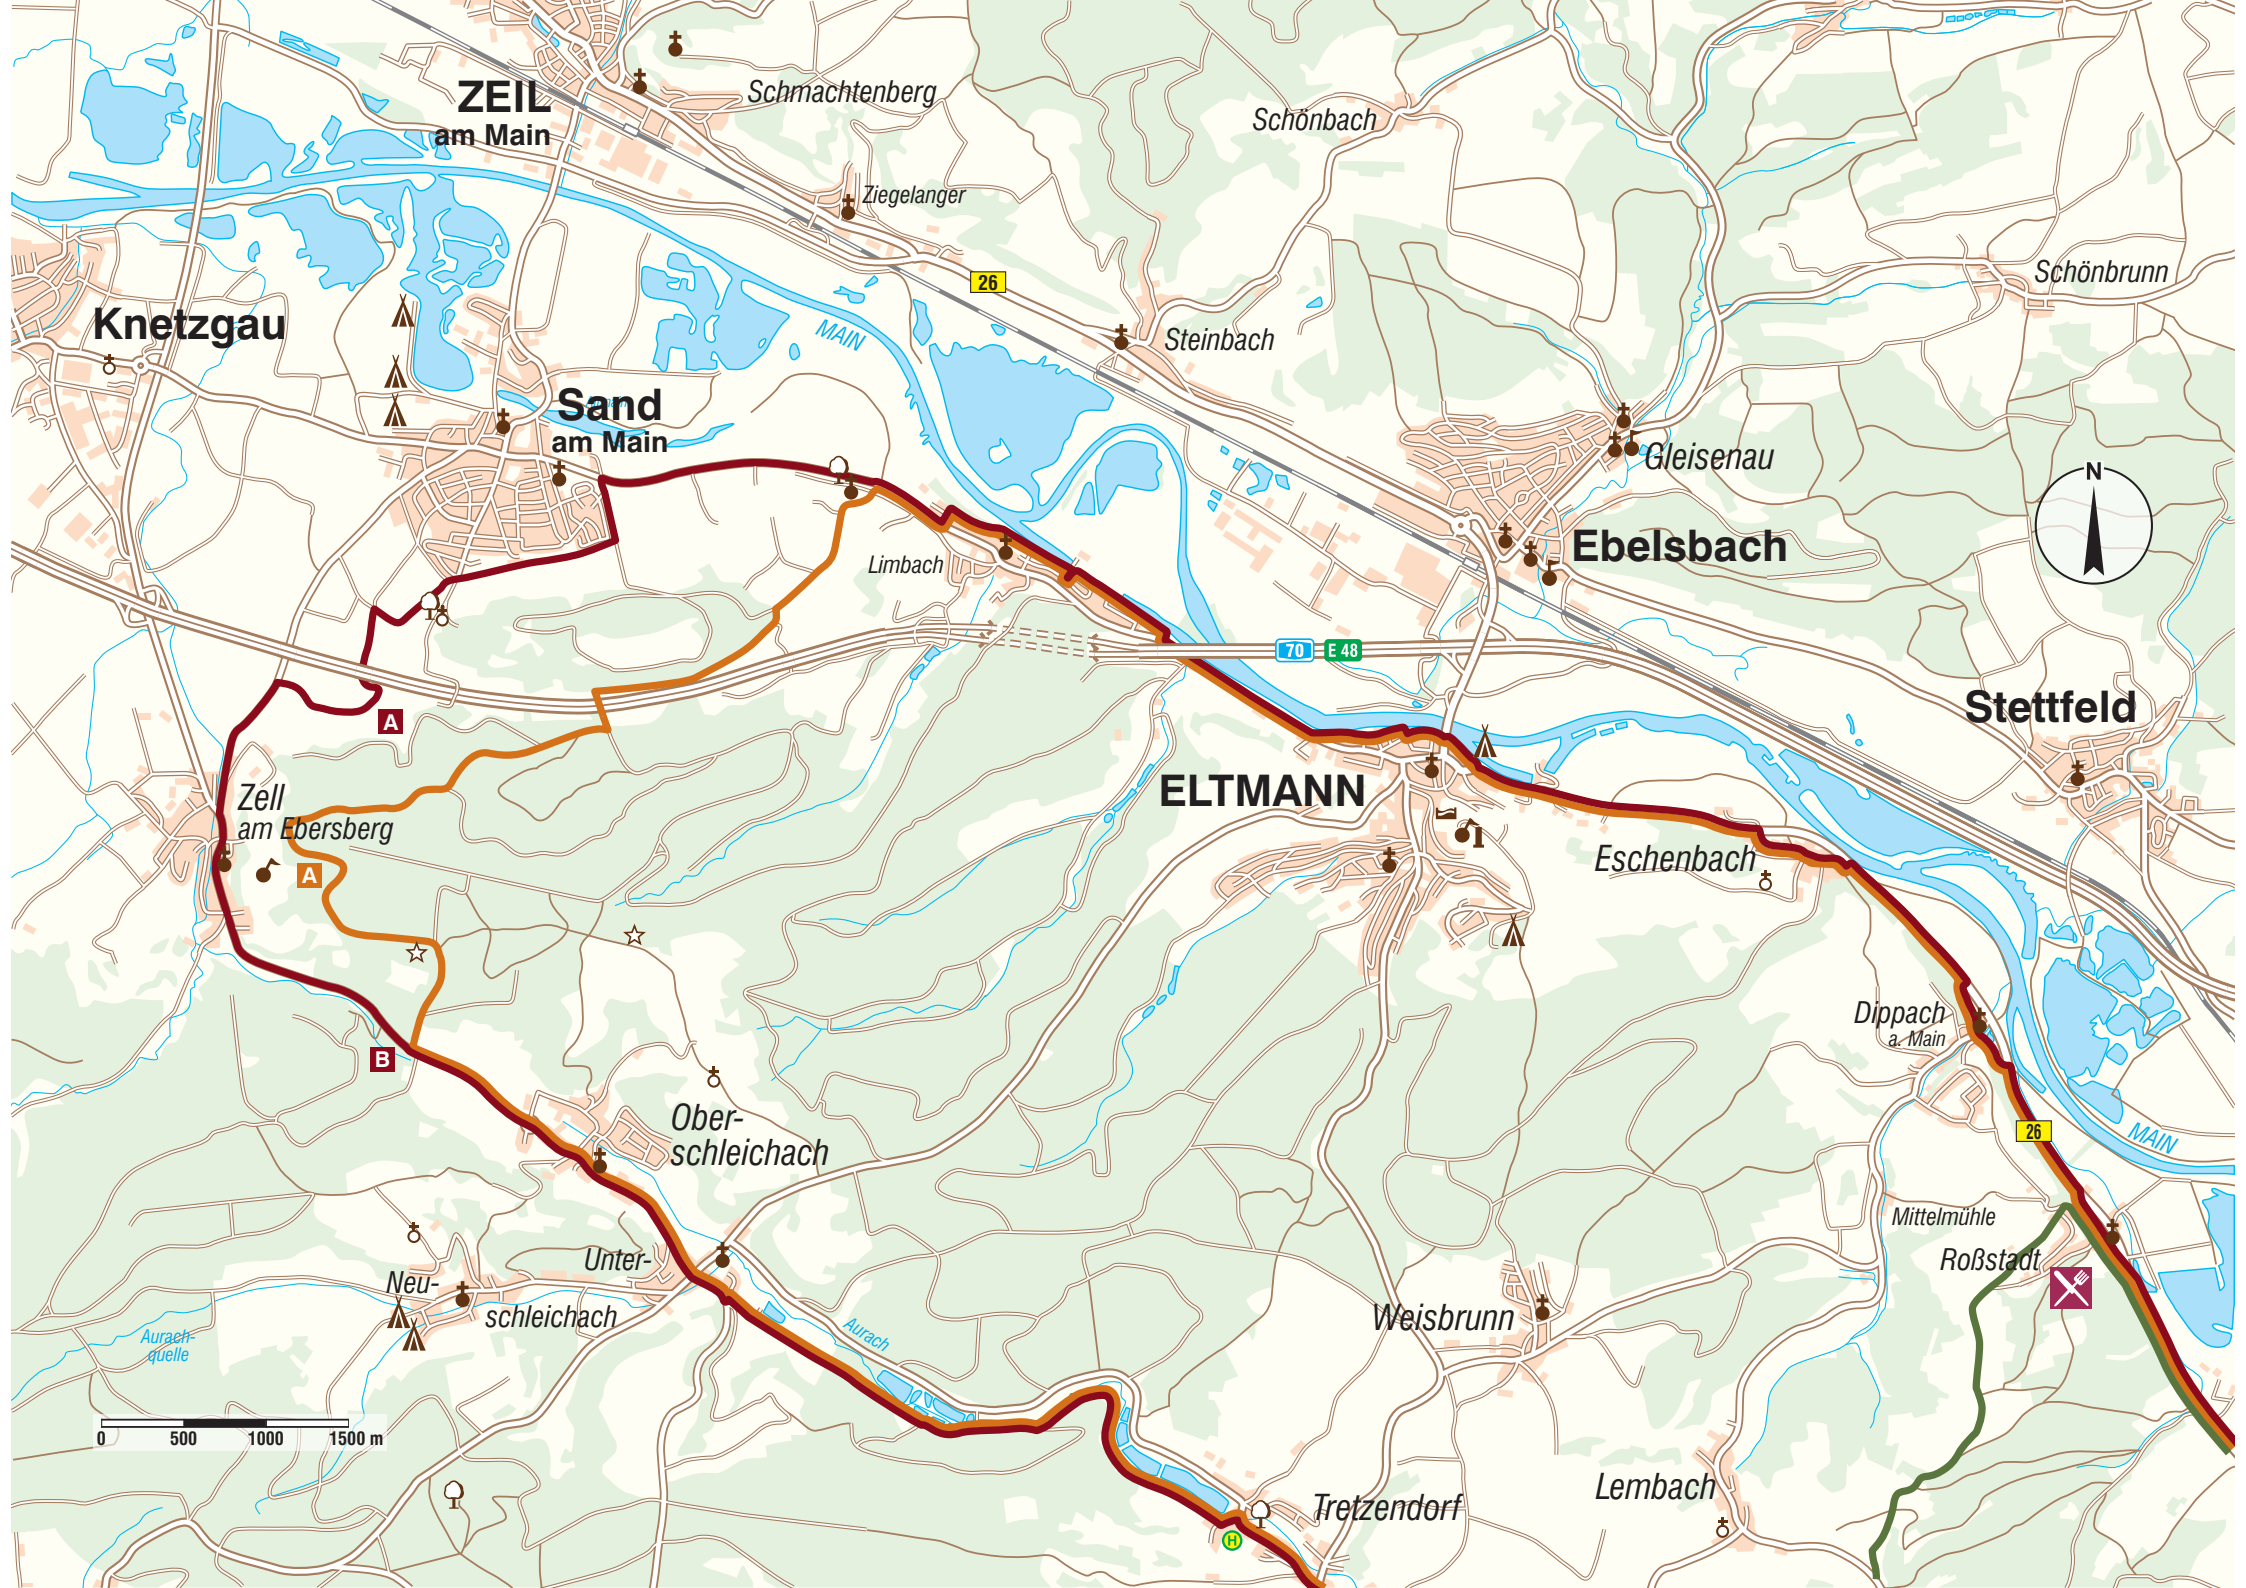 ZEIL
am Main
Schmachtenberg
Schönbach
Ziegelanger
26
Schönbrunn
Knetzgau
MAIN
Steinbach
Sand
am Main
Gleisenau
N
Ebelsbach
Limbach
70
E 48
A
Stettfeld
Zell
am Ebersberg
ELTMANN
A
Eschenbach
Dippach
a. Main
B
Ober-
schleichach
26
MAIN
Mittelmühle
Roßstadt
Unter-
Neu-
schleichach
Weisbrunn
Aurach-
quelle
Aurach
0 500 1000 1500 m
Lembach
Tretzendorf
H